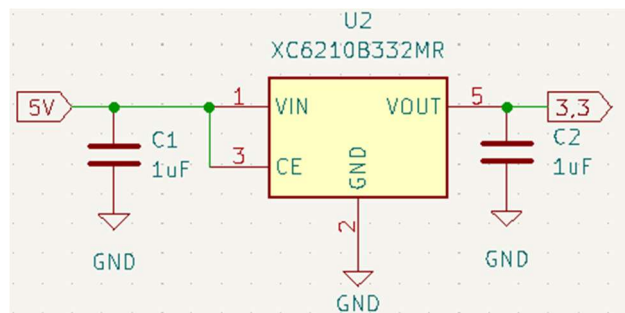 U2
XC6210B332MR
5V
1
VIN
VOUT
5
3,3
C1
1uF
3
CE
GND
C2
1uF
2
GND
GND
GND